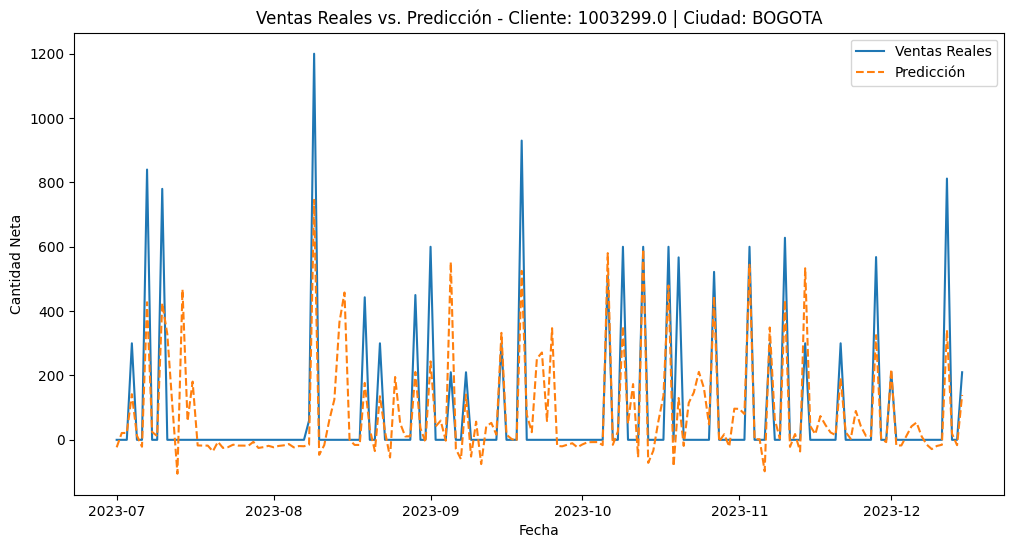 Ventas Reales vs. Predicción - Cliente: 1003299.0 | Ciudad: BOGOTA
Ventas Reales
Predicción
Cantidad Neta
1200
1000
800
600
400
200
0
2023-07 2023-08 2023-09 2023-10 2023-11 2023-12
Fecha